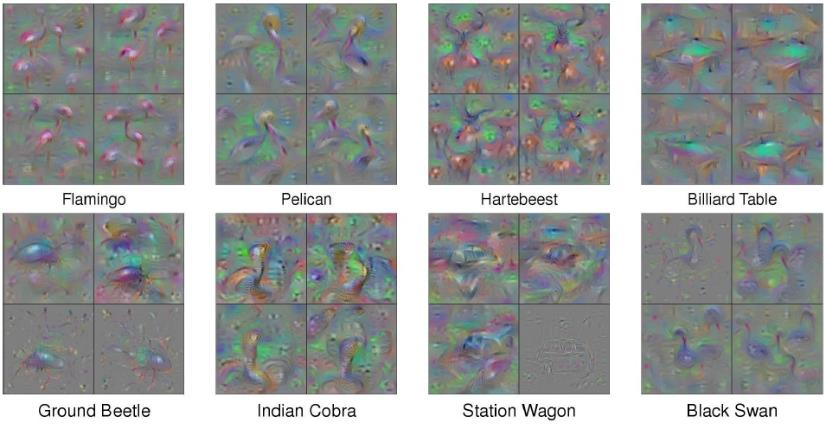 Flamingo
Pelican
Hartebeest
Billiard Table
Ground Beetle
Indian Cobra
Station Wagon
Black Swan